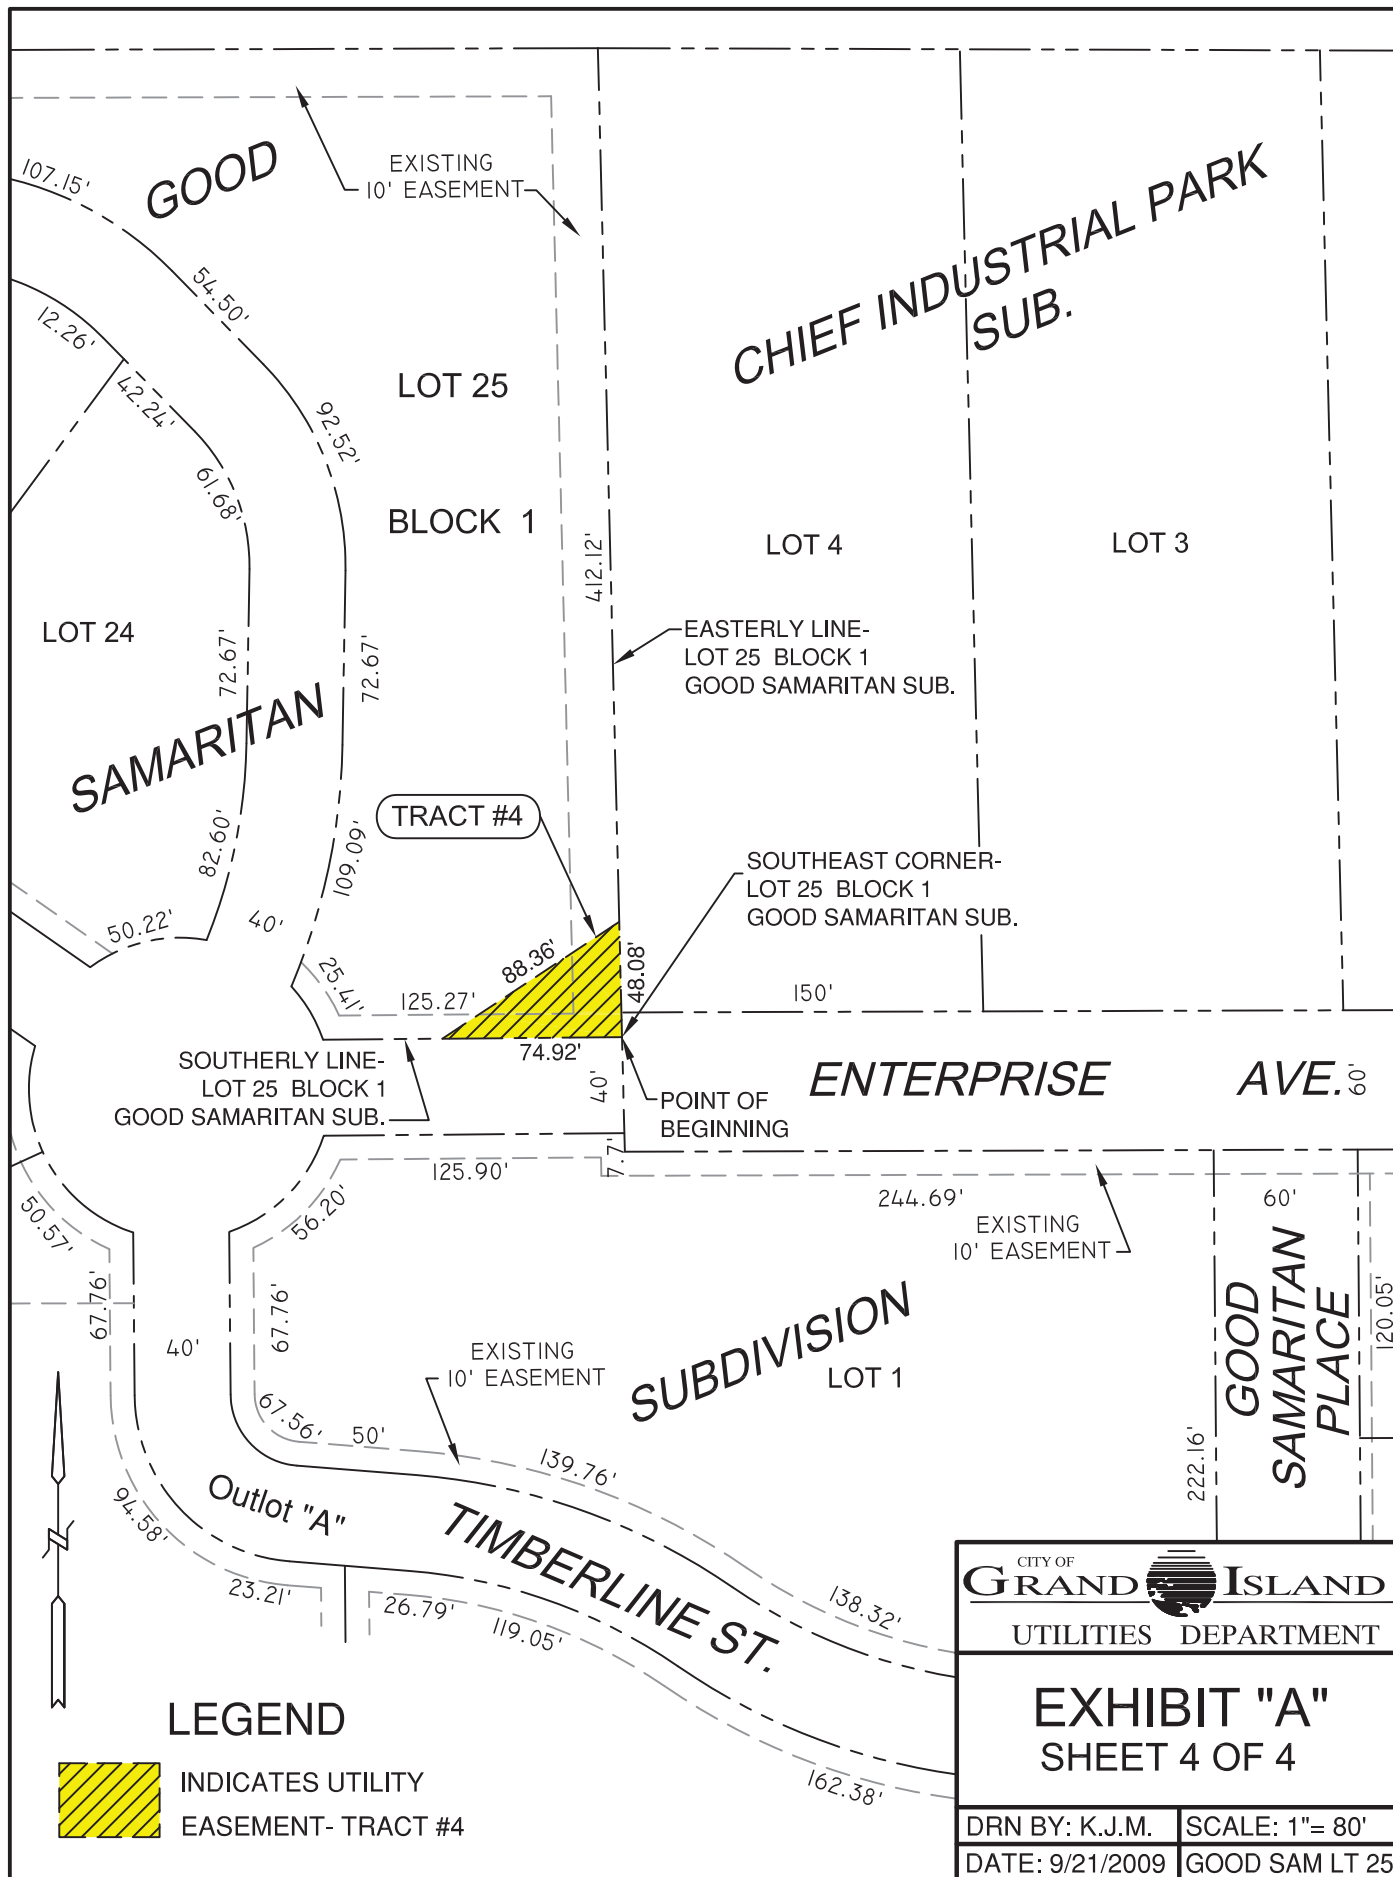 107.15'
GOOD
EXISTING
10' EASEMENT
CHIEF INDUSTRIAL PARK
SUB.
54.50'
12.26'
42.24'
LOT 25
92.52'
61.68'
BLOCK 1
412.12'
LOT 4
LOT 3
LOT 24
72.67'
72.67'
EASTERLY LINE-
LOT 25 BLOCK 1
GOOD SAMARITAN SUB.
SAMARITAN
TRACT #4
82.60'
109.09'
SOUTHEAST CORNER-
LOT 25 BLOCK 1
GOOD SAMARITAN SUB.
50.22'
40'
25.41'
88.36'
48.08'
125.27'
150'
74.92'
SOUTHERLY LINE-
LOT 25 BLOCK 1
GOOD SAMARITAN SUB.
40'
POINT OF
BEGINNING
ENTERPRISE AVE.
60'
7.7'
125.90'
244.69'
60'
50.57'
56.20'
EXISTING
10' EASEMENT
67.76'
67.76'
40'
EXISTING
10' EASEMENT
SUBDIVISION
LOT 1
GOOD
SAMARITAN
PLACE
120.05'
222.16'
67.56'
50'
139.76'
94.58'
Outlot "A"
TIMBERLINE ST.
23.21'
26.79'
119.05'
138.32'
162.38'
LEGEND
INDICATES UTILITY
EASEMENT- TRACT #4
CITY OF
GRAND ISLAND
UTILITIES DEPARTMENT
EXHIBIT "A"
SHEET 4 OF 4
DRN BY: K.J.M.
SCALE: 1"= 80'
DATE: 9/21/2009
GOOD SAM LT 25